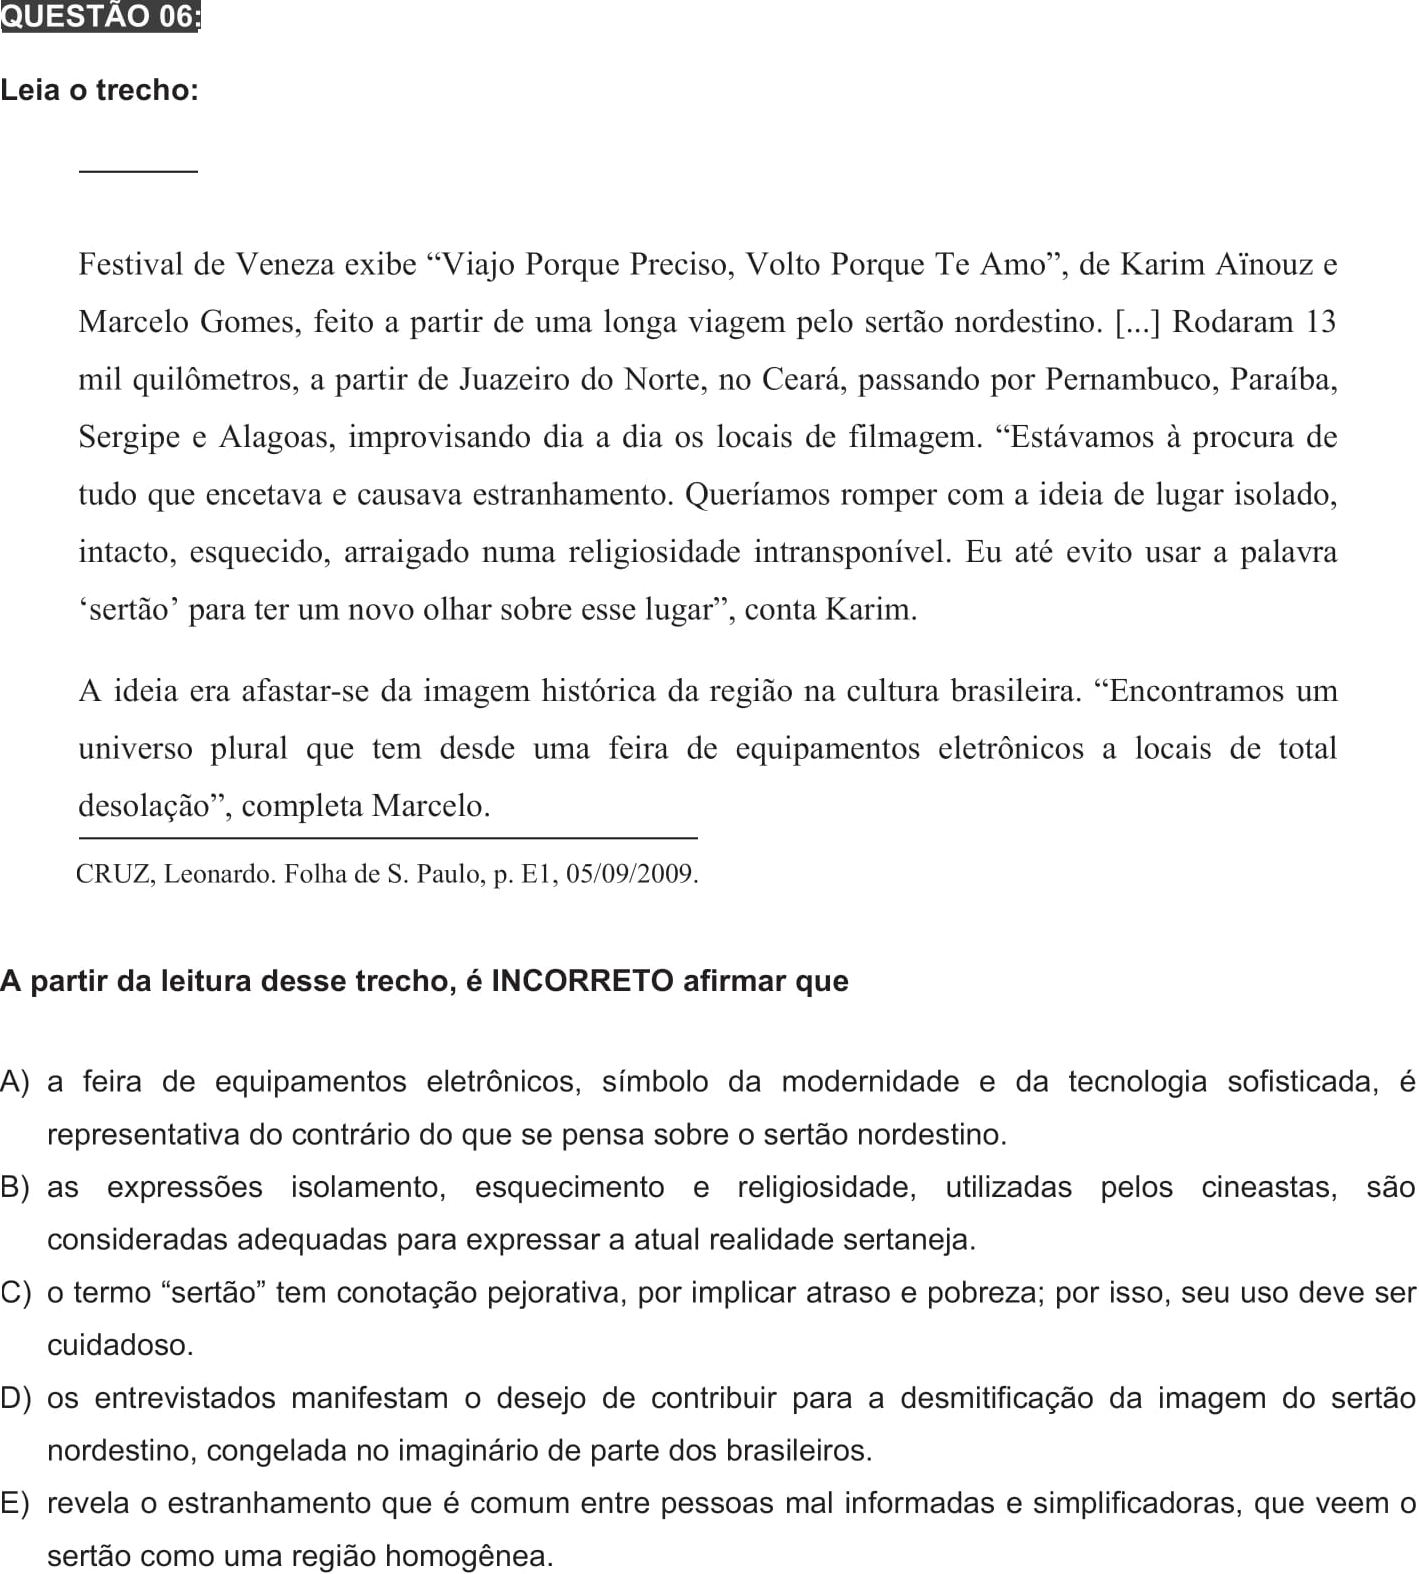 QUESTÃO 06:
Leia o trecho:
Festival de Veneza exibe “Viajo Porque Preciso, Volto Porque Te Amo”, de Karim Aïnouz e
Marcelo Gomes, feito a partir de uma longa viagem pelo sertão nordestino. [...] Rodaram 13
mil quilômetros, a partir de Juazeiro do Norte, no Ceará, passando por Pernambuco, Paraíba,
Sergipe e Alagoas, improvisando dia a dia os locais de filmagem. “Estávamos à procura de
tudo que encetava e causava estranhamento. Queríamos romper com a ideia de lugar isolado,
intacto, esquecido, arraigado numa religiosidade intransponível. Eu até evito usar a palavra
‘sertão’ para ter um novo olhar sobre esse lugar”, conta Karim.
A ideia era afastar-se da imagem histórica da região na cultura brasileira. “Encontramos um
universo plural que tem desde uma feira de equipamentos eletrônicos a locais de total
desolação”, completa Marcelo.
CRUZ, Leonardo. Folha de S. Paulo, p. E1, 05/09/2009.
A partir da leitura desse trecho, é INCORRETO afirmar que
A) a feira de equipamentos eletrônicos, símbolo da modernidade e da tecnologia sofisticada, é
representativa do contrário do que se pensa sobre o sertão nordestino.
B) as expressões isolamento, esquecimento e religiosidade, utilizadas pelos cineastas, são
consideradas adequadas para expressar a atual realidade sertaneja.
C) o termo “sertão” tem conotação pejorativa, por implicar atraso e pobreza; por isso, seu uso deve ser
cuidadoso.
D) os entrevistados manifestam o desejo de contribuir para a desmitificação da imagem do sertão
nordestino, congelada no imaginário de parte dos brasileiros.
E) revela o estranhamento que é comum entre pessoas mal informadas e simplificadoras, que veem o
sertão como uma região homogênea.